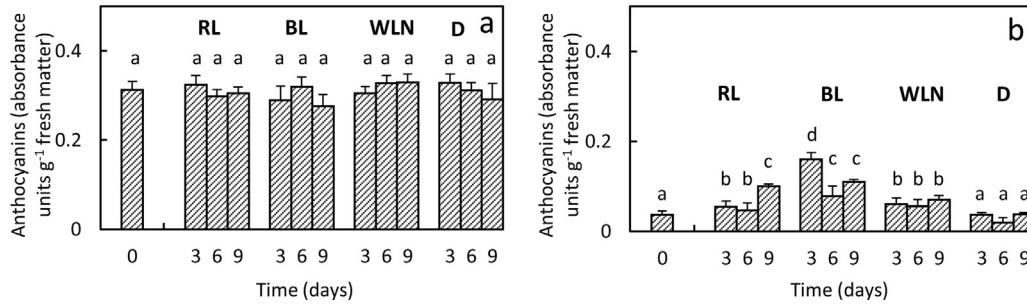 a
RL BL WLN D
a a a a a a a a a a a a a
0.4
0.2
0
0 3 6 9 3 6 9 3 6 9 3 6 9
Time (days)
Anthocyanins (absorbance
units g⁻¹ fresh matter)
b
0.4
0.2
0
RL BL WLN D
a b b c d c c b b b a a a
0 3 6 9 3 6 9 3 6 9 3 6 9
Time (days)
Anthocyanins (absorbance
units g⁻¹ fresh matter)